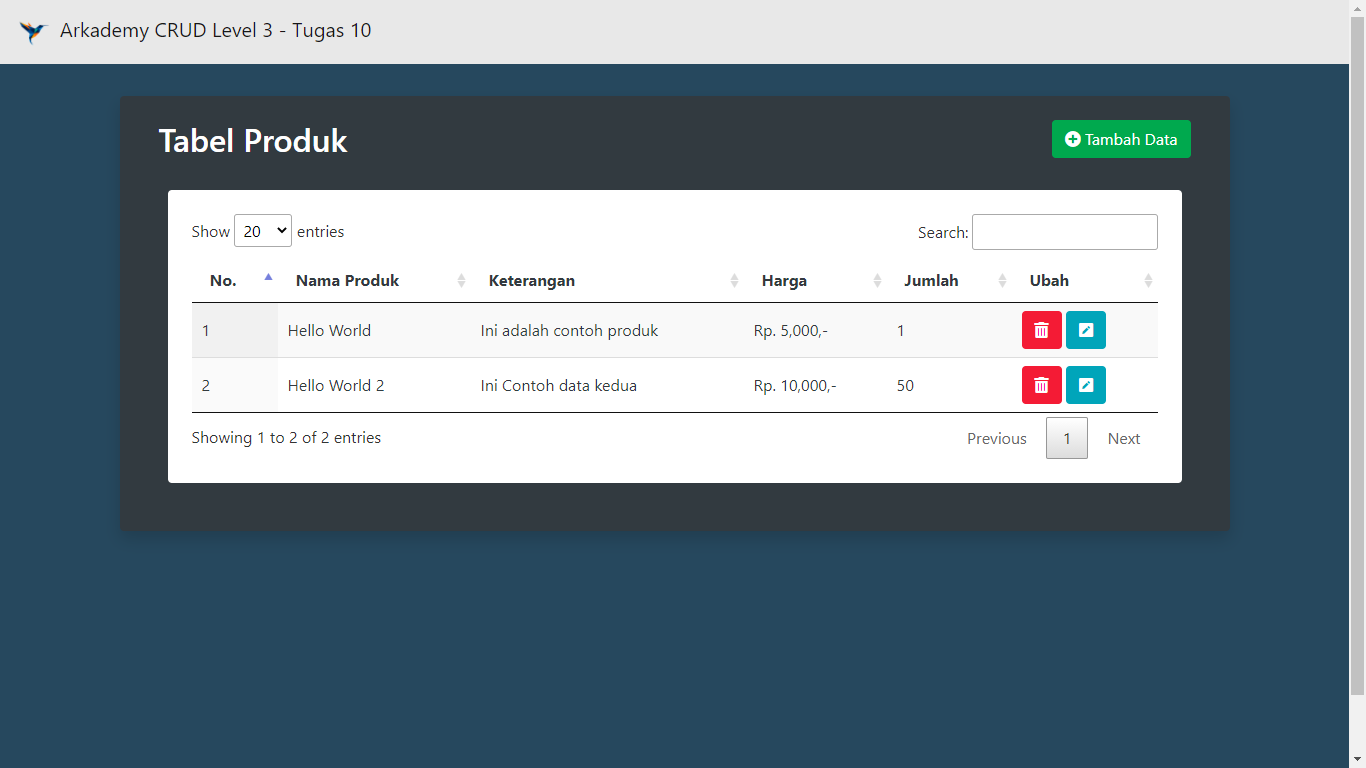 Arkademy CRUD Level 3 - Tugas 10
Tabel Produk
Tambah Data
Show 20 entries
Search:
No. Nama Produk Keterangan Harga Jumlah Ubah
1 Hello World Ini adalah contoh produk Rp. 5,000,- 1
2 Hello World 2 Ini Contoh data kedua Rp. 10,000,- 50
Showing 1 to 2 of 2 entries
Previous 1 Next